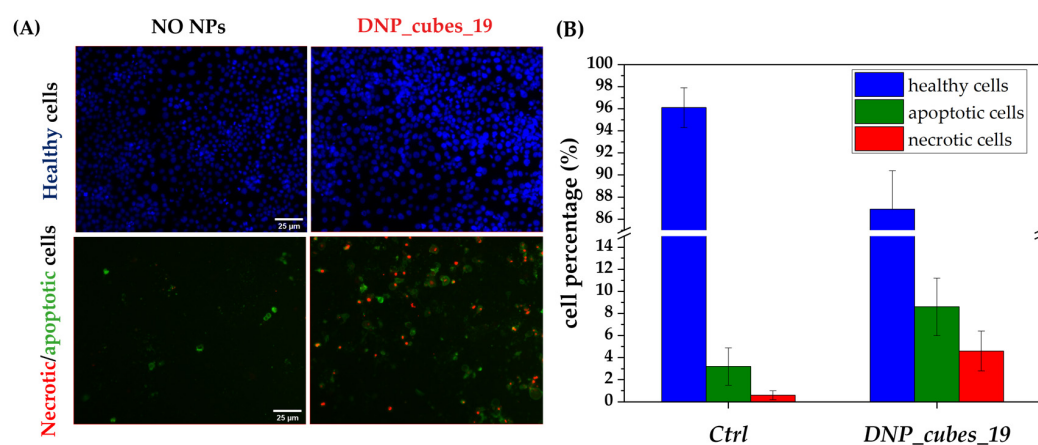 (A)
NO NPs
DNP_cubes_19
Healthy cells
25 μm
Necrotic/apoptotic cells
25 μm
(B)
cell percentage (%)
96
94
92
90
88
86
14
12
10
8
6
4
2
0
healthy cells
apoptotic cells
necrotic cells
Ctrl
DNP_cubes_19
100
98